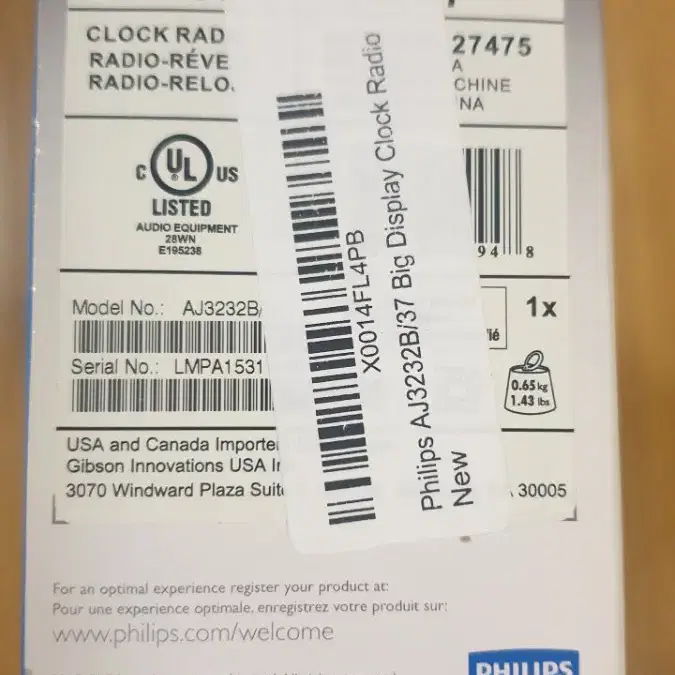 CLOCK RAD
RADIO-RÉVE
RADIO-RELO
27475
A
CHINE
NA
C UL® US
LISTED
AUDIO EQUIPMENT
28WN
E195238
94 8
Model No.: AJ3232B/
Serial No.: LMPA1531
1x
0.65 kg
1.43 lbs
USA and Canada Importe
Gibson Innovations USA I
3070 Windward Plaza Suit
30005
X0014FL4PB
Philips AJ3232B/37 Big Display Clock Radio
New
For an optimal experience register your product at:
Pour une experience optimale, enregistrez votre produit sur:
www.philips.com/welcome
PHILIPS